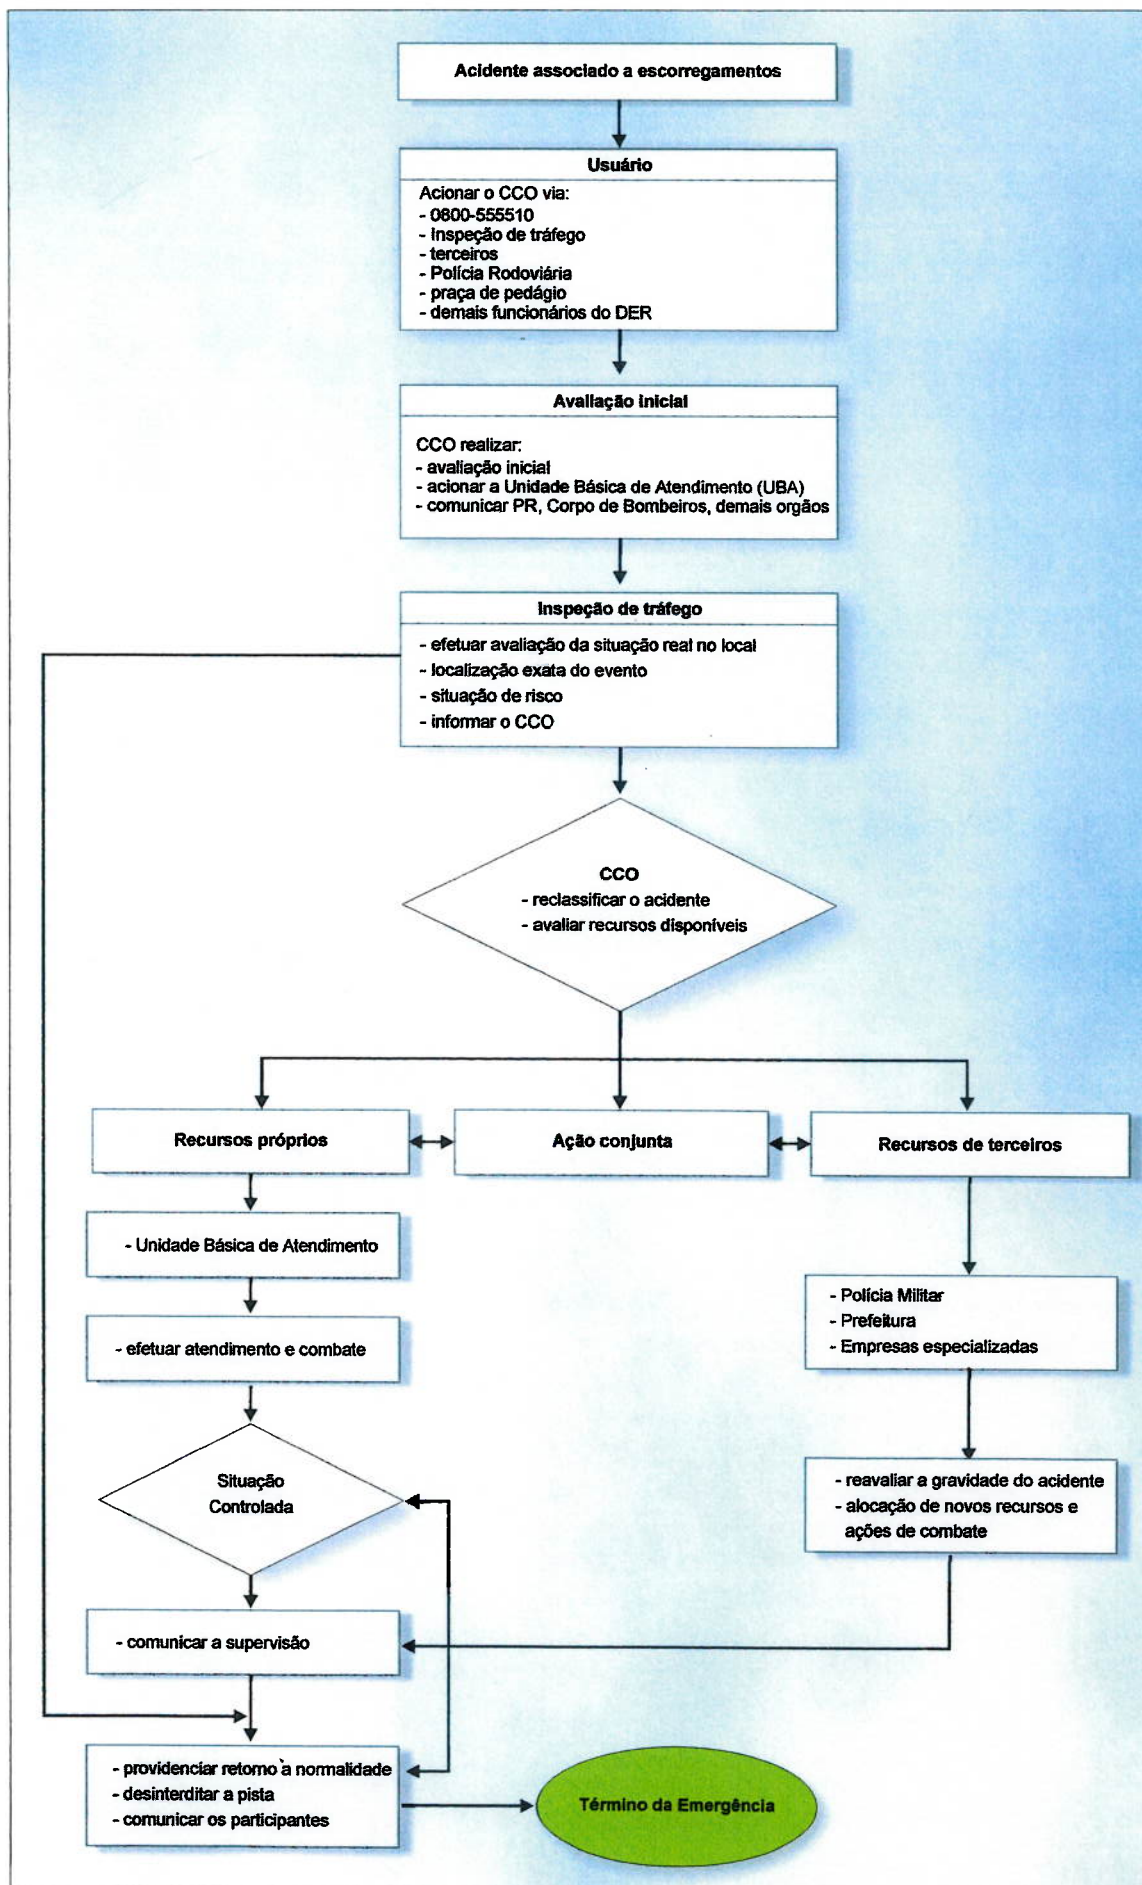 Acidente associado a escorregamentos
Usuário
Acionar o CCO via:
- 0800-555510
- Inspeção de tráfego
- terceiros
- Polícia Rodoviária
- praça de pedágio
- demais funcionários do DER
Avaliação inicial
CCO realizar:
- avaliação inicial
- acionar a Unidade Básica de Atendimento (UBA)
- comunicar PR, Corpo de Bombeiros, demais orgãos
Inspeção de tráfego
- efetuar avaliação da situação real no local
- localização exata do evento
- situação de risco
- informar o CCO
CCO
- reclassificar o acidente
- avaliar recursos disponíveis
Recursos próprios
Ação conjunta
Recursos de terceiros
- Unidade Básica de Atendimento
- efetuar atendimento e combate
- Polícia Militar
- Prefeitura
- Empresas especializadas
Situação
Controlada
- reavaliar a gravidade do acidente
- alocação de novos recursos e
ações de combate
- comunicar a supervisão
- providenciar retorno à normalidade
- desinterditar a pista
- comunicar os participantes
Término da Emergência